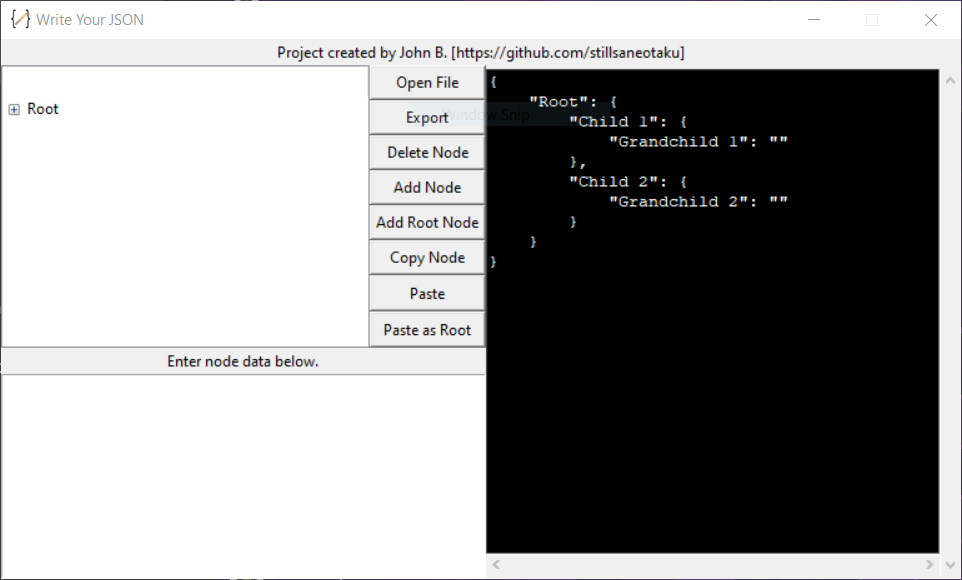 Write Your JSON
Project created by John B. [https://github.com/stillsaneotaku]
Root
Open File
Export
Window Snip
Delete Node
Add Node
Add Root Node
Copy Node
Paste
Paste as Root
Enter node data below.
{
    "Root": {
        "Child 1": {
            "Grandchild 1": ""
        },
        "Child 2": {
            "Grandchild 2": ""
        }
    }
}